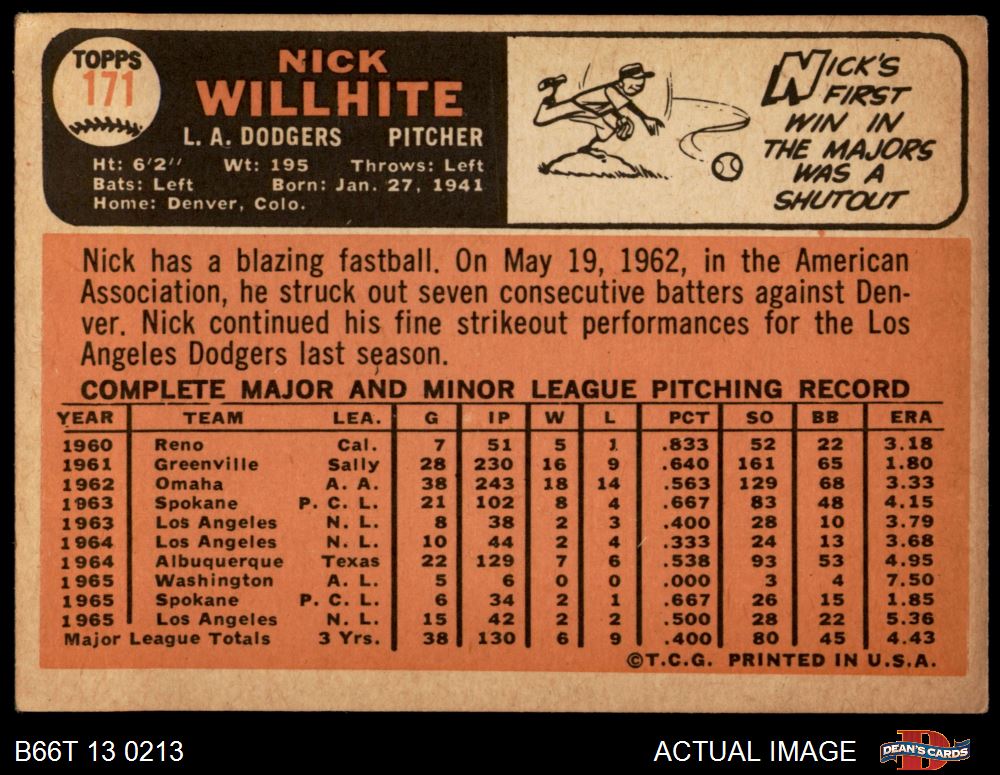 TOPPS
171
NICK
WILLHITE
L. A. DODGERS PITCHER
Ht: 6'2" Wt: 195 Throws: Left
Bats: Left Born: Jan. 27, 1941
Home: Denver, Colo.
NICK'S
FIRST
WIN IN
THE MAJORS
WAS A
SHUTOUT
Nick has a blazing fastball. On May 19, 1962, in the American
Association, he struck out seven consecutive batters against Den-
ver. Nick continued his fine strikeout performances for the Los
Angeles Dodgers last season.
COMPLETE MAJOR AND MINOR LEAGUE PITCHING RECORD
YEAR TEAM LEA. G IP W L PCT SO BB ERA
1960 Reno Cal. 7 51 5 1 .833 52 22 3.18
1961 Greenville Sally 28 230 16 9 .640 161 65 1.80
1962 Omaha A. A. 38 243 18 14 .563 129 68 3.33
1963 Spokane P. C. L. 21 102 8 4 .667 83 48 4.15
1963 Los Angeles N. L. 8 38 2 3 .400 28 10 3.79
1964 Los Angeles N. L. 10 44 2 4 .333 24 13 3.68
1964 Albuquerque Texas 22 129 7 6 .538 93 53 4.95
1965 Washington A. L. 5 6 0 0 .000 3 4 7.50
1965 Spokane P. C. L. 6 34 2 1 .667 26 15 1.85
1965 Los Angeles N. L. 15 42 2 2 .500 28 22 5.36
Major League Totals 3 Yrs. 38 130 6 9 .400 80 45 4.43
©T.C.G. PRINTED IN U.S.A.
B66T 13 0213 ACTUAL IMAGE
D
DEAN'S CARDS